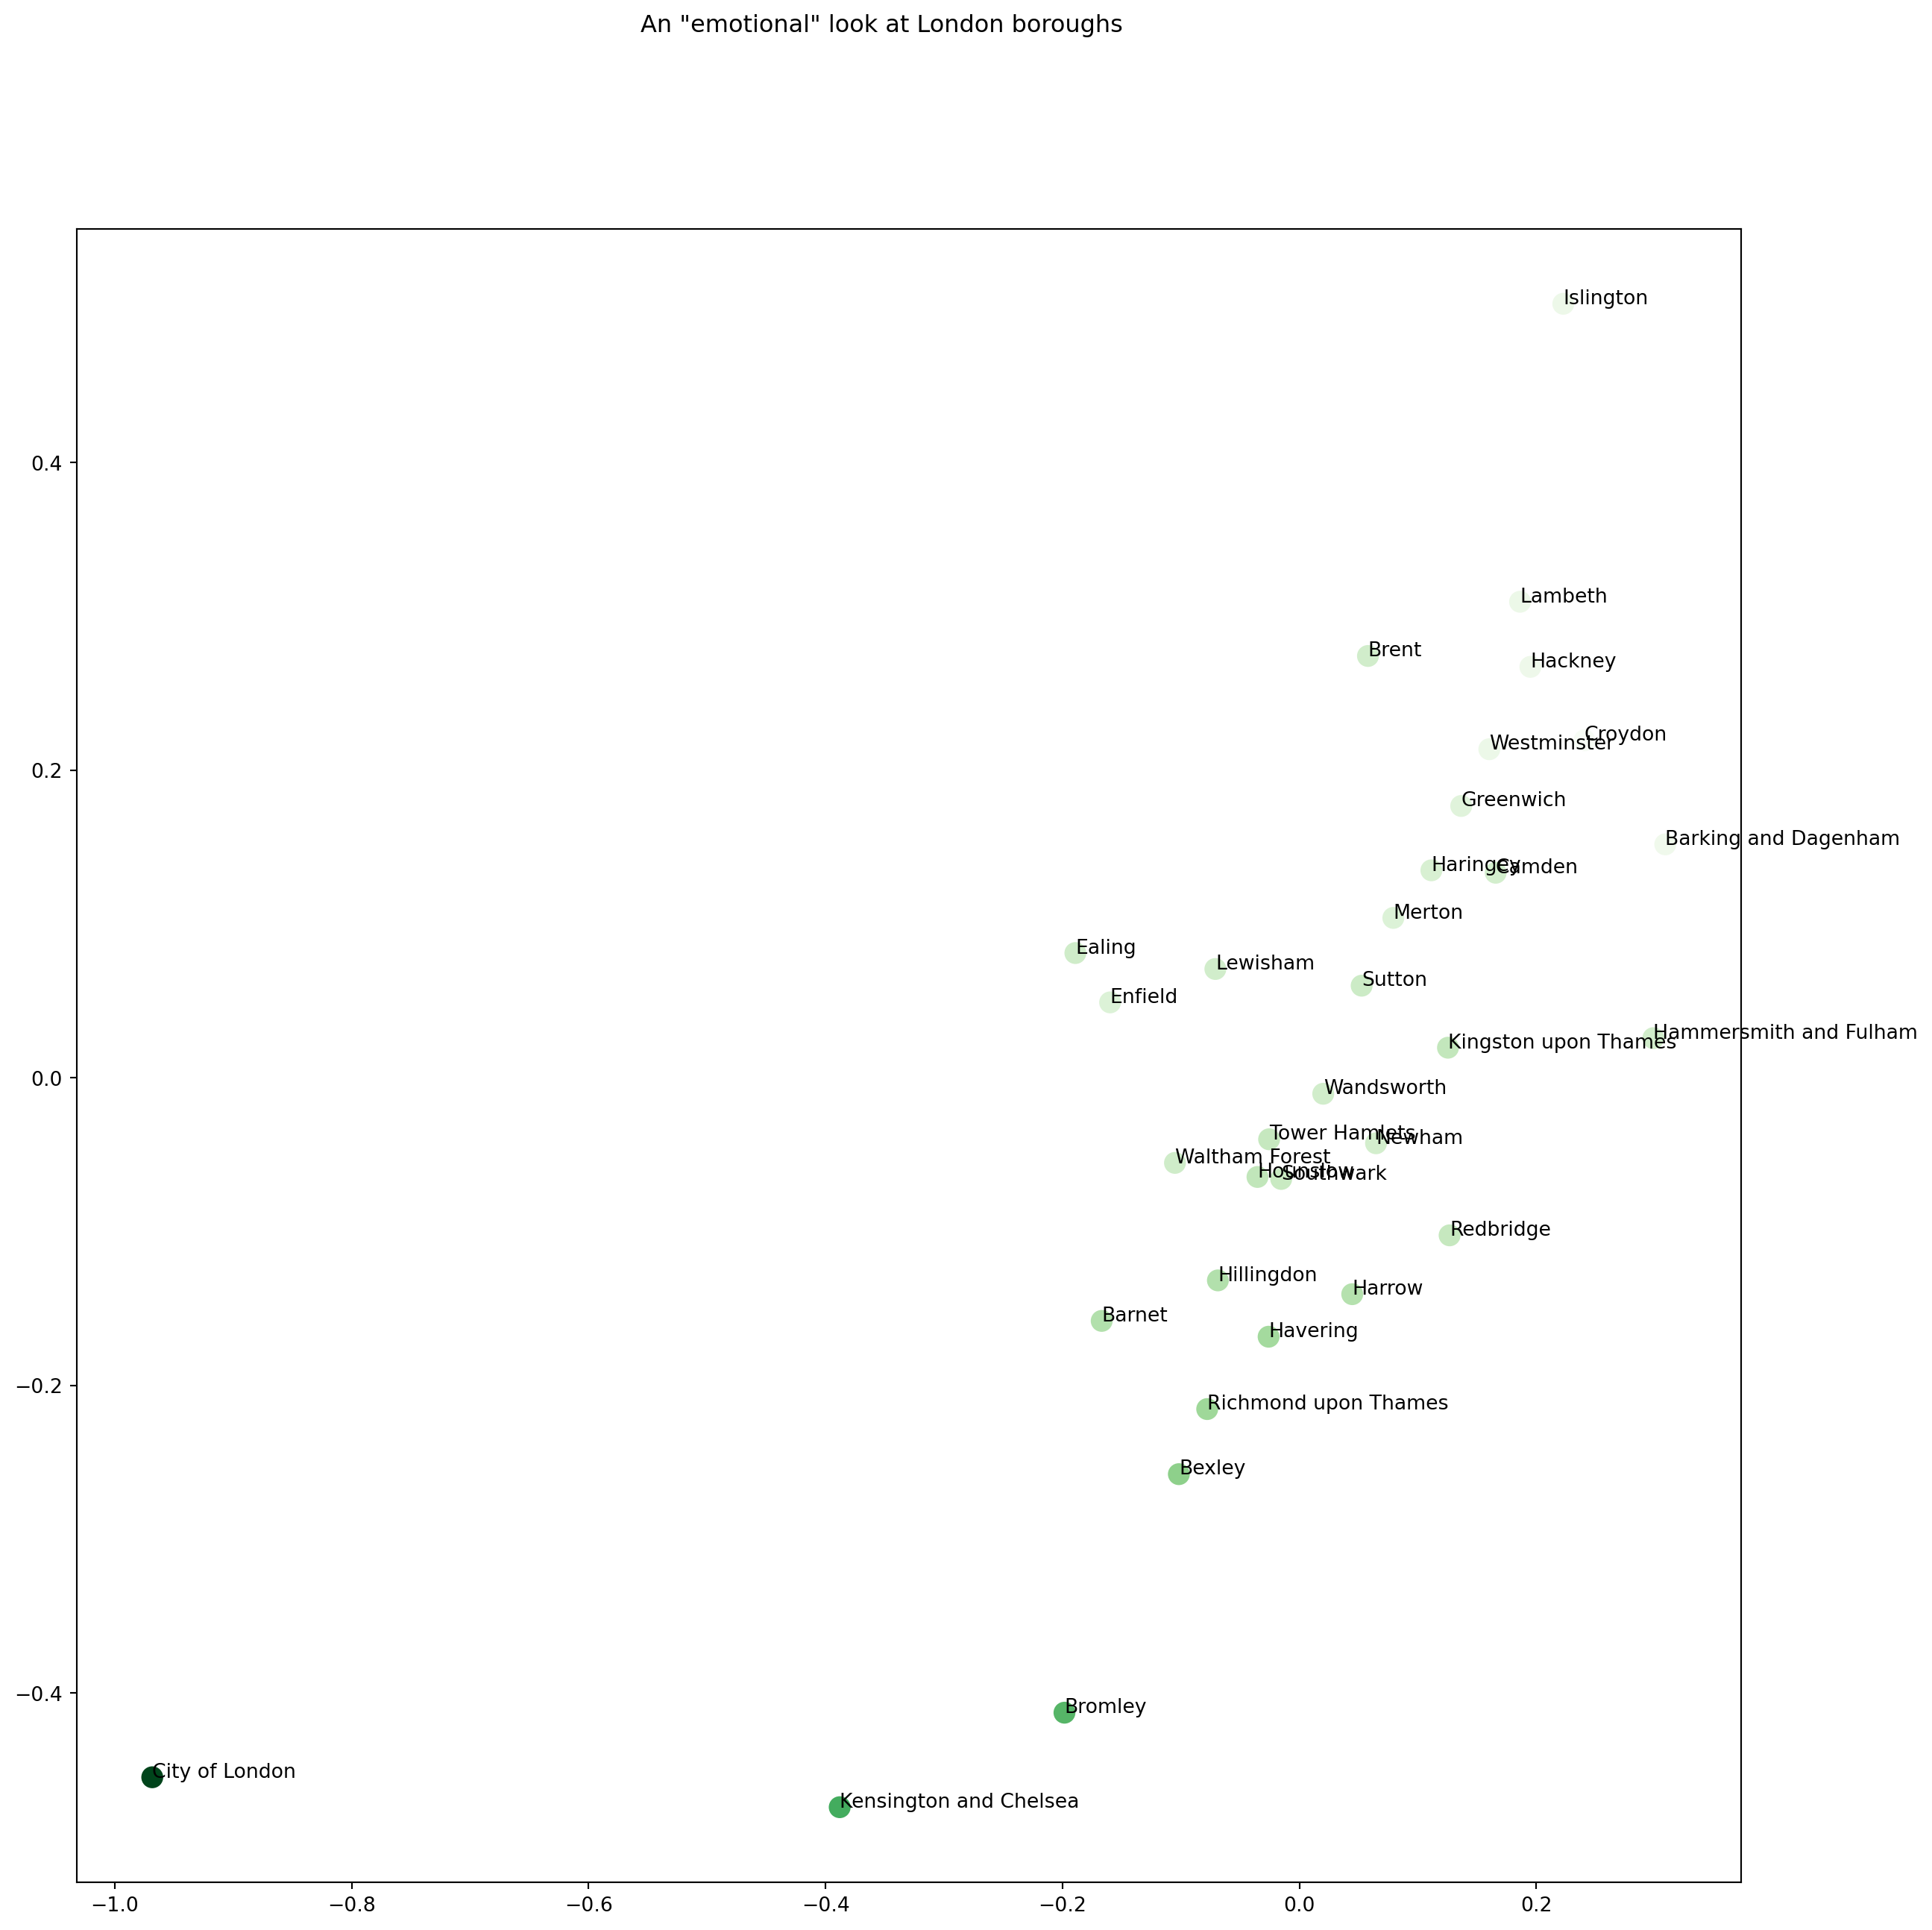 An "emotional" look at London boroughs
Islington
0.4
Lambeth
Brent
Hackney
Croydon
Westminster
0.2
Greenwich
Barking and Dagenham
Haringey
Camden
Merton
Ealing
Lewisham
Sutton
Enfield
Hammersmith and Fulham
Kingston upon Thames
0.0
Wandsworth
Tower Hamlets
Newham
Waltham Forest
Hounslow
Southwark
Redbridge
Hillingdon
Harrow
Barnet
Havering
−0.2
Richmond upon Thames
Bexley
−0.4
Bromley
City of London
Kensington and Chelsea
−1.0
−0.8
−0.6
−0.4
−0.2
0.0
0.2